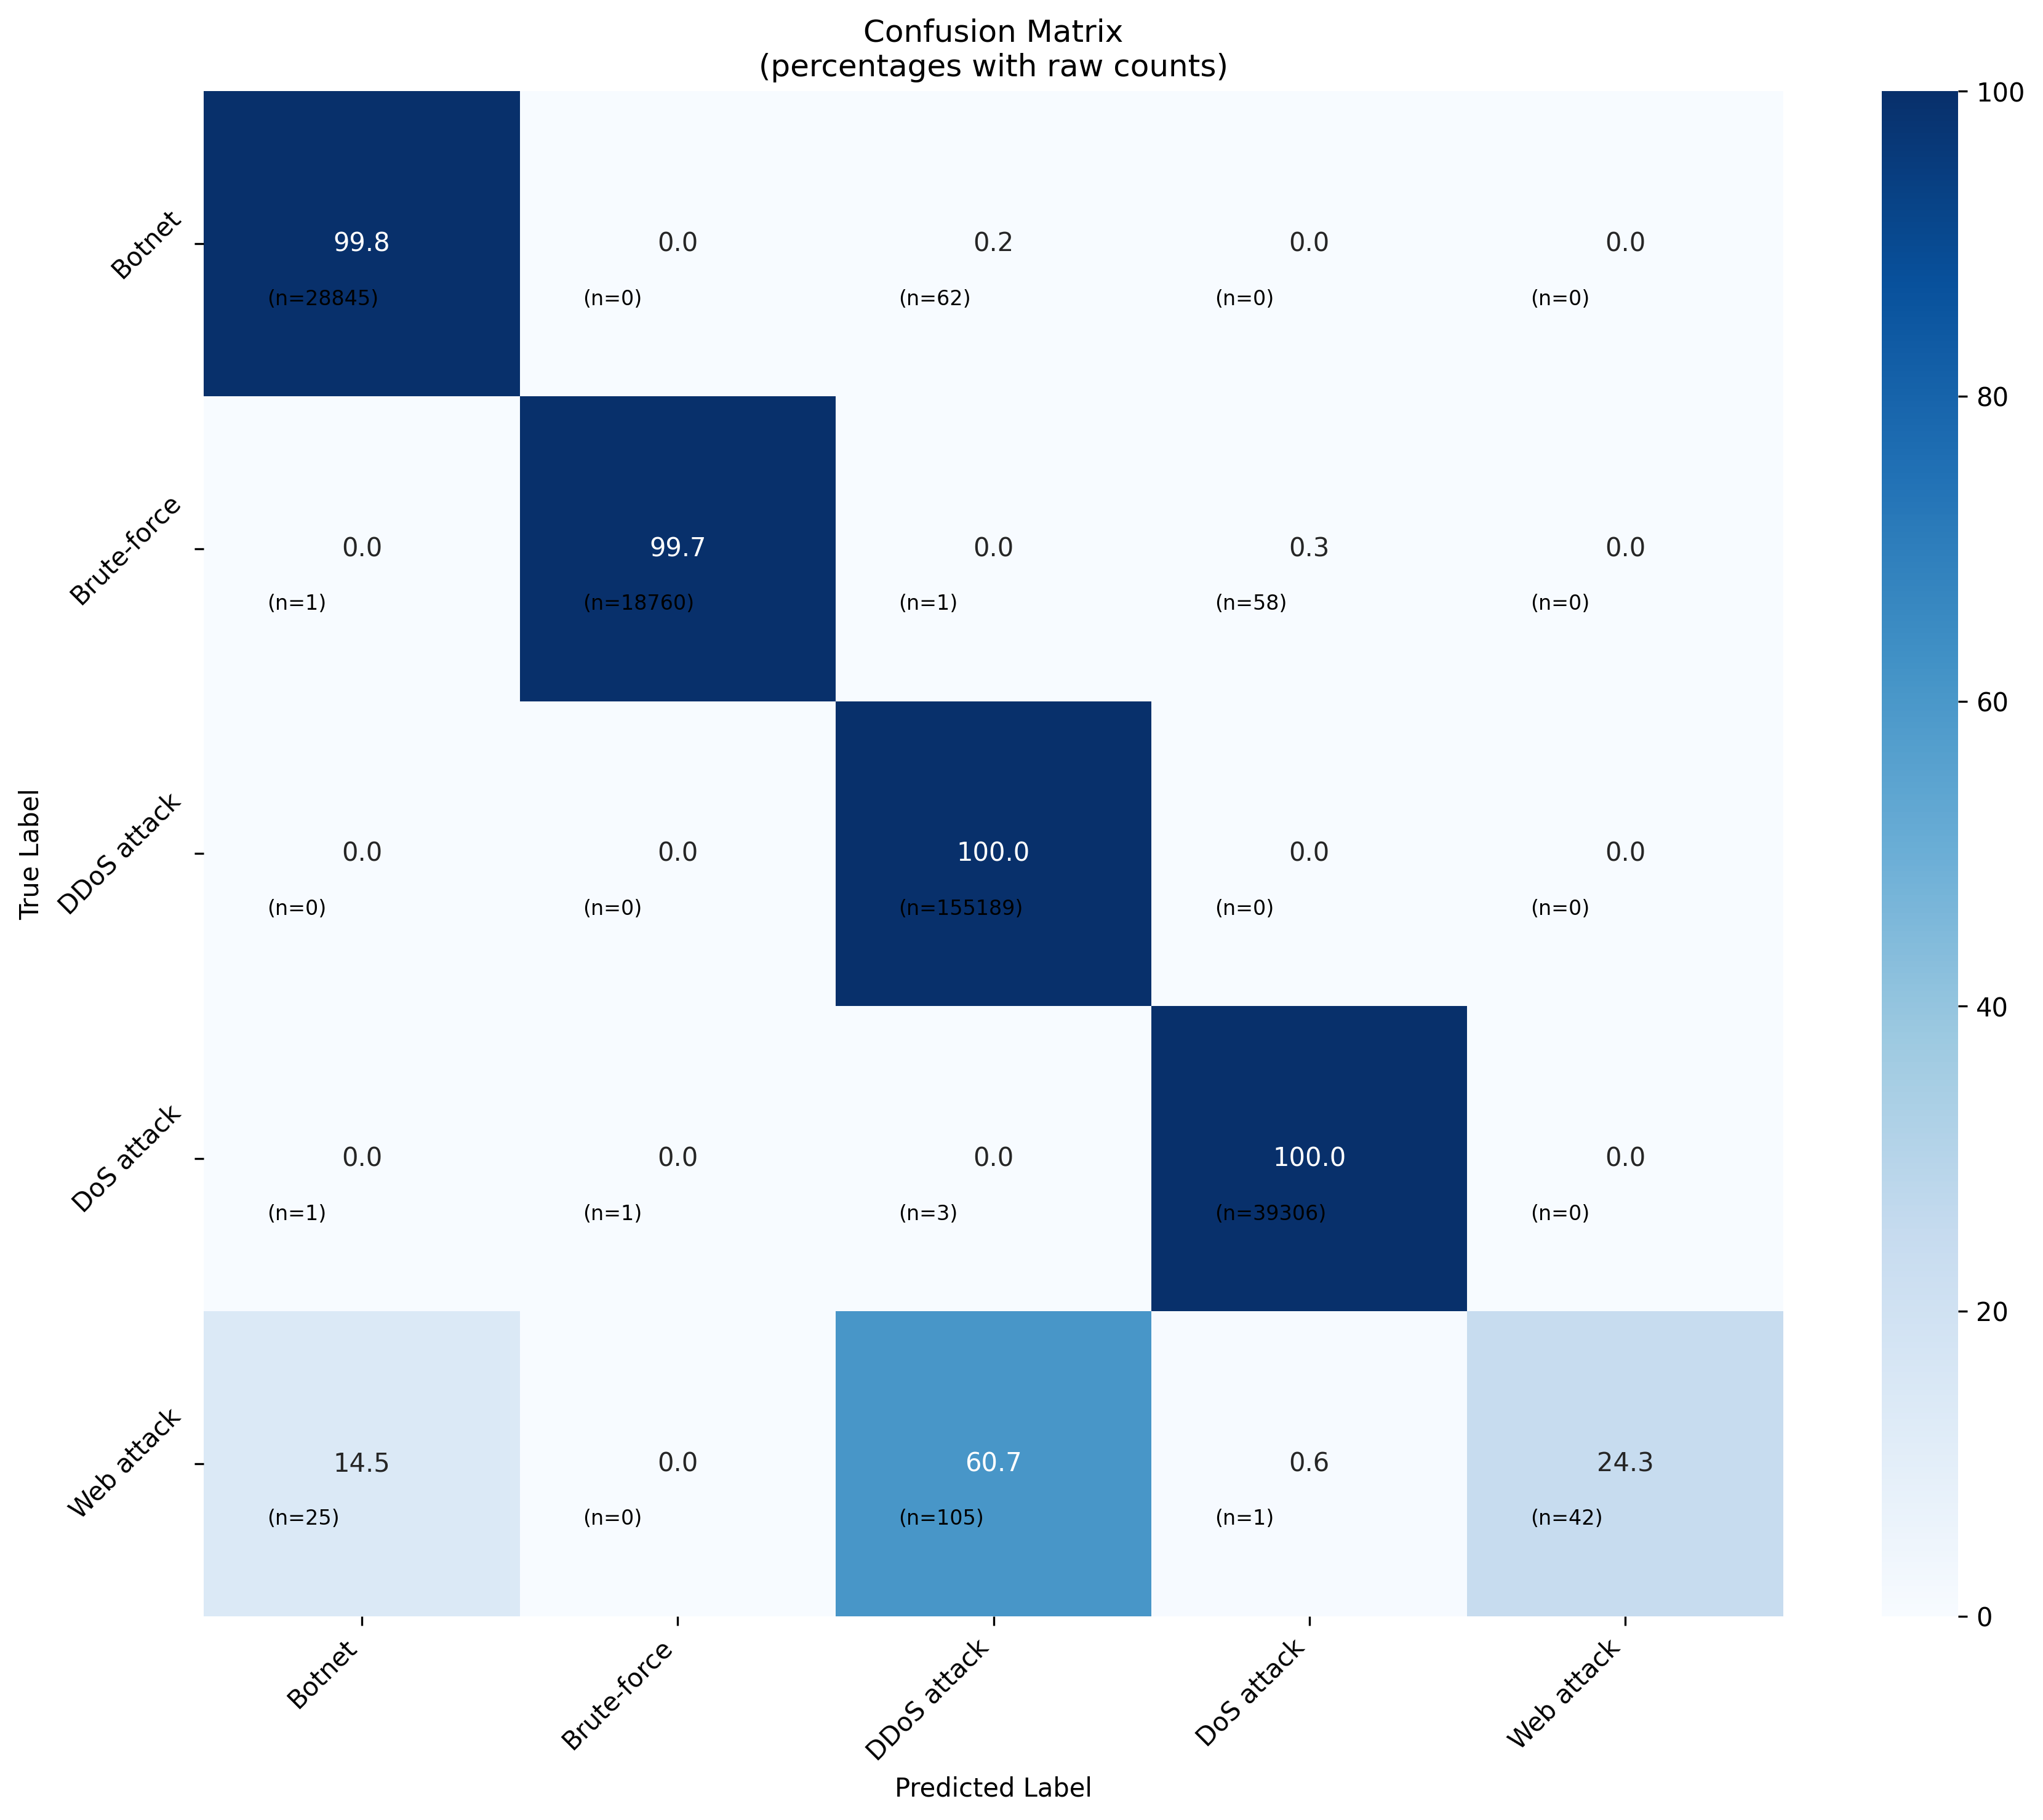 Confusion Matrix
(percentages with raw counts)
100
Botnet
99.8
0.0
0.2
0.0
0.0
(n=28845)
(n=0)
(n=62)
(n=0)
(n=0)
80
Brute-force
0.0
99.7
0.0
0.3
0.0
(n=1)
(n=18760)
(n=1)
(n=58)
(n=0)
60
True Label
DDoS attack
0.0
0.0
100.0
0.0
0.0
(n=0)
(n=0)
(n=155189)
(n=0)
(n=0)
40
DoS attack
0.0
0.0
0.0
100.0
0.0
(n=1)
(n=1)
(n=3)
(n=39306)
(n=0)
20
Web attack
14.5
0.0
60.7
0.6
24.3
(n=25)
(n=0)
(n=105)
(n=1)
(n=42)
0
Botnet
Brute-force
DDoS attack
DoS attack
Web attack
Predicted Label